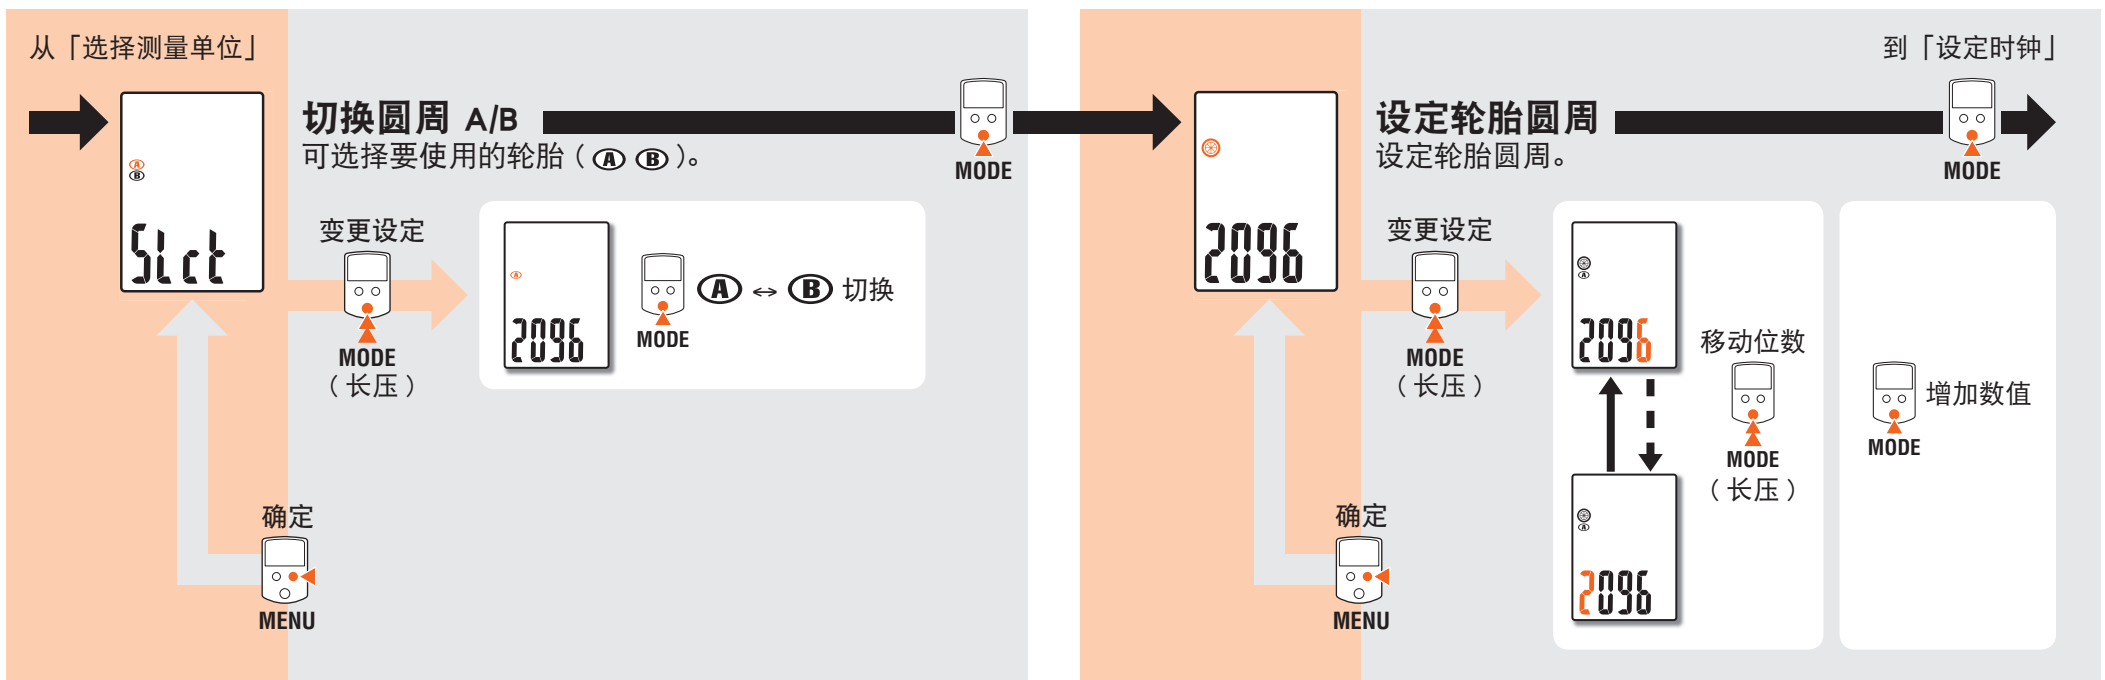 从「选择测量单位」
Slct
切换圆周 A/B
可选择要使用的轮胎（Ⓐ Ⓑ）。
MODE
变更设定
MODE
（长压）
2096
MODE
Ⓐ ↔ Ⓑ 切换
确定
MENU
到「设定时钟」
2096
设定轮胎圆周
设定轮胎圆周。
MODE
变更设定
MODE
（长压）
2096
移动位数
MODE
（长压）
2096
增加数值
MODE
确定
MENU